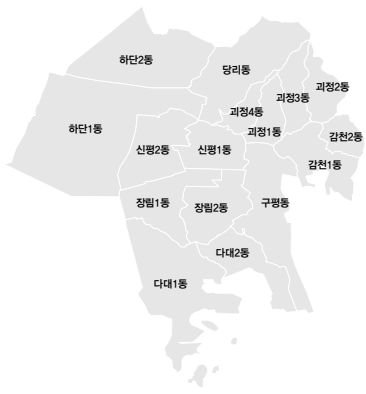 하단2동
당리동
괴정2동
괴정3동
괴정4동
하단1동
괴정1동
감천2동
신평2동
신평1동
감천1동
장림1동
장림2동
구평동
다대2동
다대1동